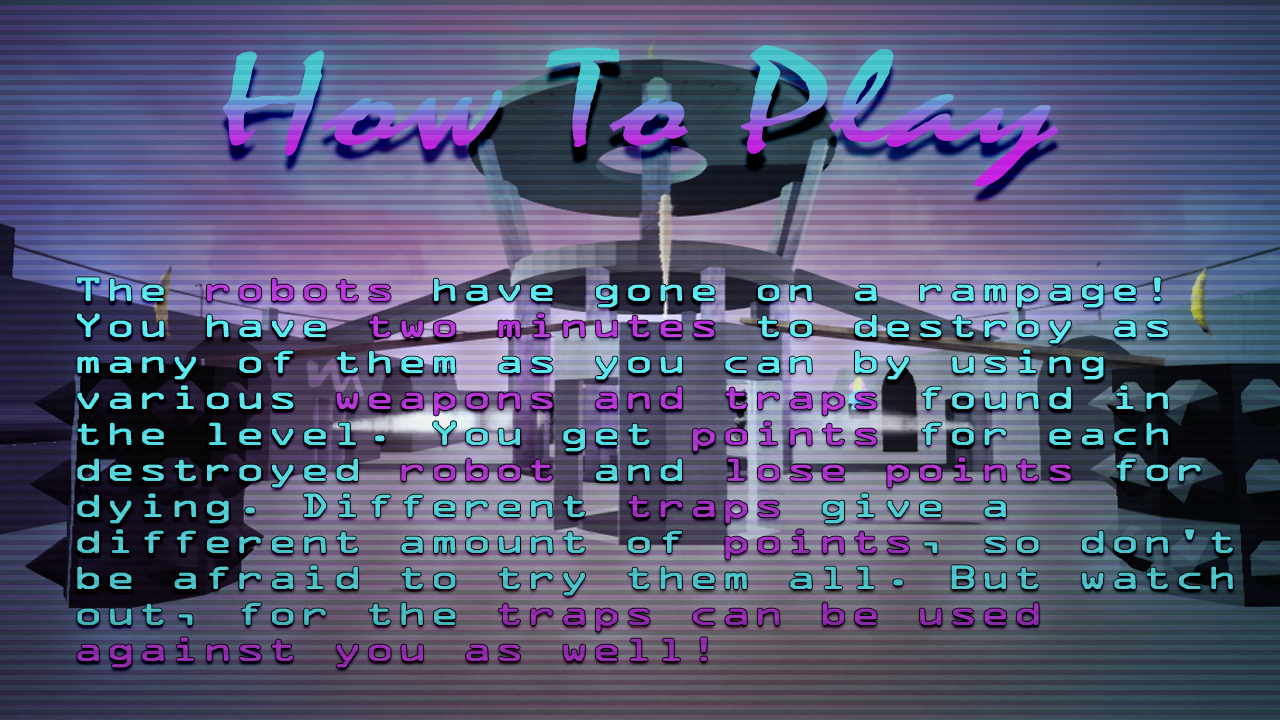 How To Play
The robots have gone on a rampage!
You have two minutes to destroy as
many of them as you can by using
various weapons and traps found in
the level. You get points for each
destroyed robot and lose points for
dying. Different traps give a
different amount of points, so don't
be afraid to try them all. But watch
out, for the traps can be used
against you as well!